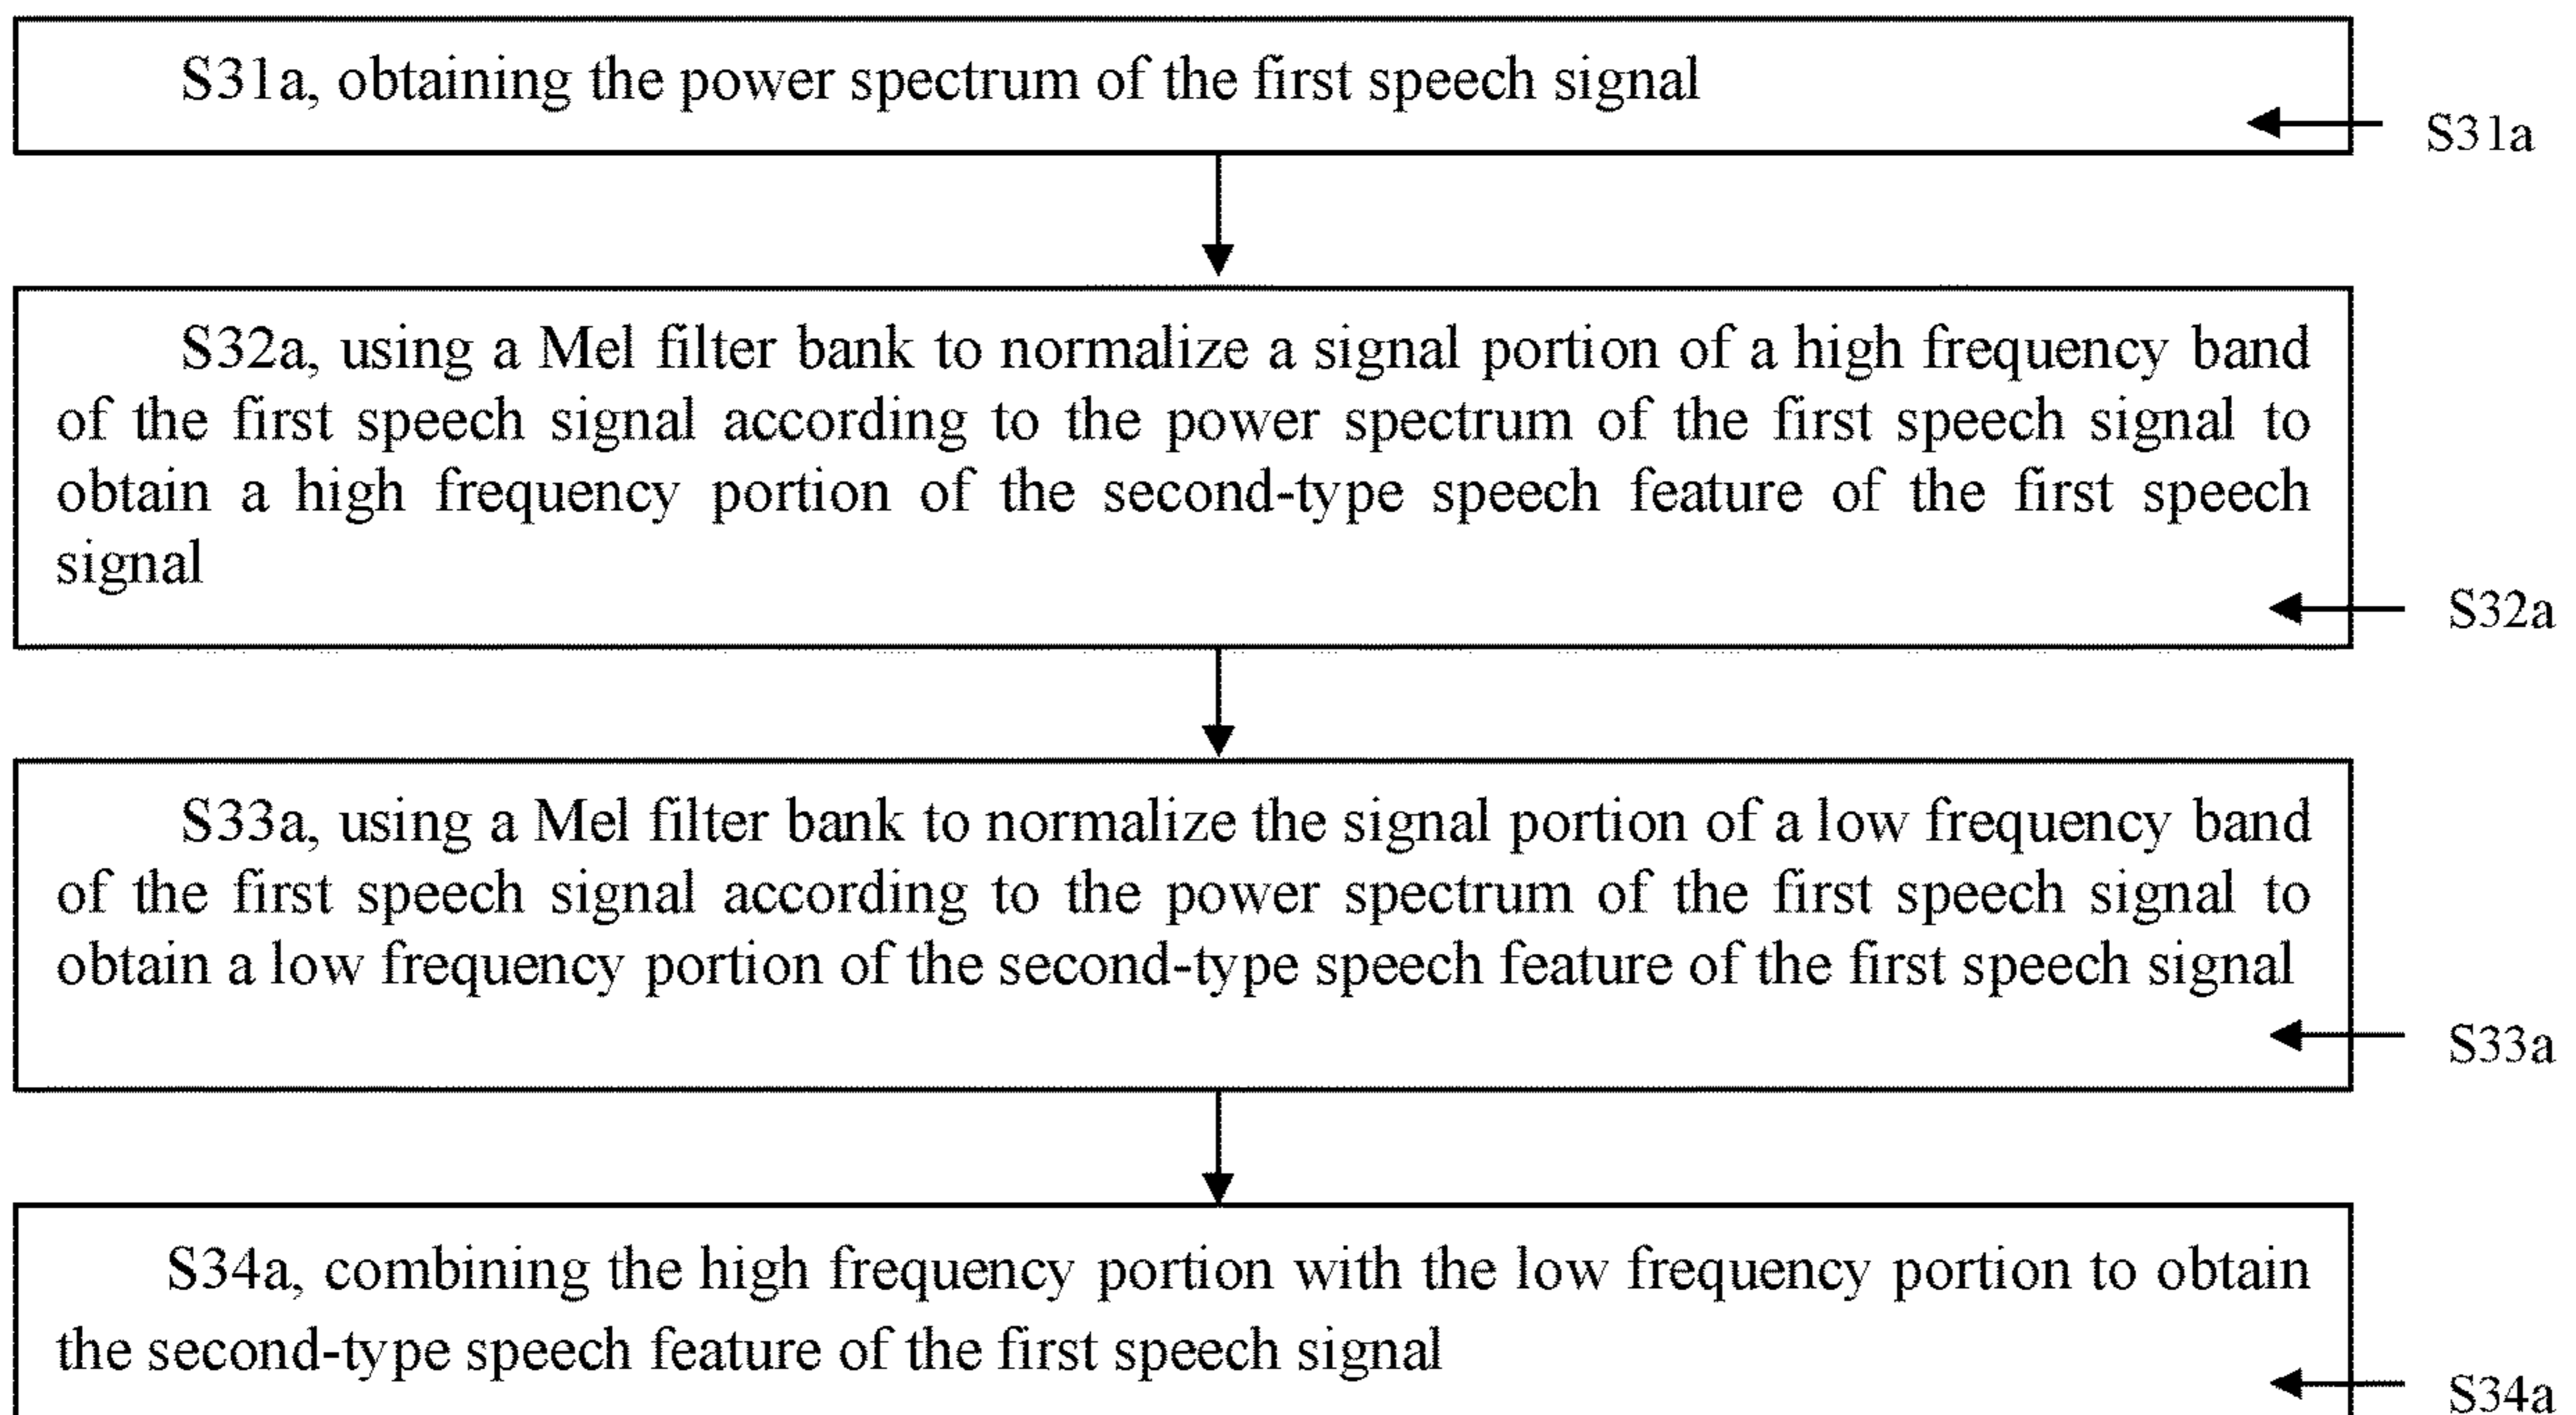 S31a, obtaining the power spectrum of the first speech signal
S31a
S32a, using a Mel filter bank to normalize a signal portion of a high frequency band
of the first speech signal according to the power spectrum of the first speech signal to
obtain a high frequency portion of the second-type speech feature of the first speech
signal
S32a
S33a, using a Mel filter bank to normalize the signal portion of a low frequency band
of the first speech signal according to the power spectrum of the first speech signal to
obtain a low frequency portion of the second-type speech feature of the first speech signal
S33a
S34a, combining the high frequency portion with the low frequency portion to obtain
the second-type speech feature of the first speech signal
S34a